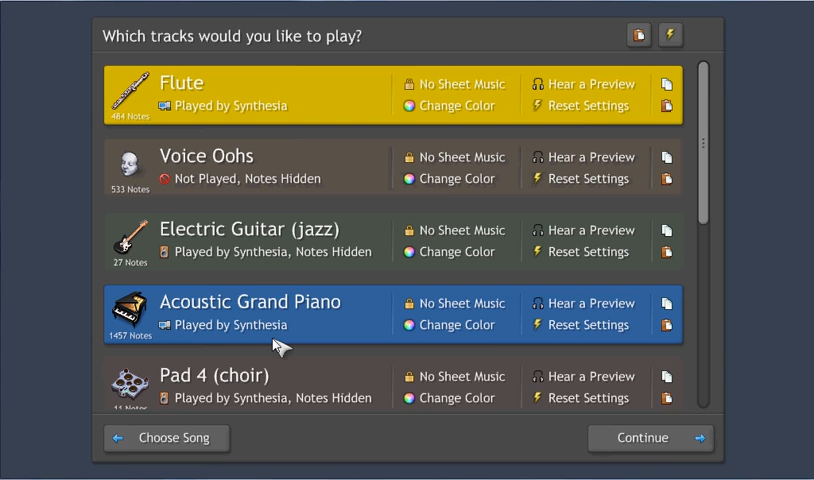 Which tracks would you like to play?
Flute
No Sheet Music
Hear a Preview
Played by Synthesia
Change Color
Reset Settings
484 Notes
Voice Oohs
No Sheet Music
Hear a Preview
Not Played, Notes Hidden
Change Color
Reset Settings
533 Notes
Electric Guitar (jazz)
No Sheet Music
Hear a Preview
Played by Synthesia, Notes Hidden
Change Color
Reset Settings
27 Notes
Acoustic Grand Piano
No Sheet Music
Hear a Preview
Played by Synthesia
Change Color
Reset Settings
1457 Notes
Pad 4 (choir)
No Sheet Music
Hear a Preview
Played by Synthesia, Notes Hidden
Change Color
Reset Settings
11 Notes
Choose Song
Continue